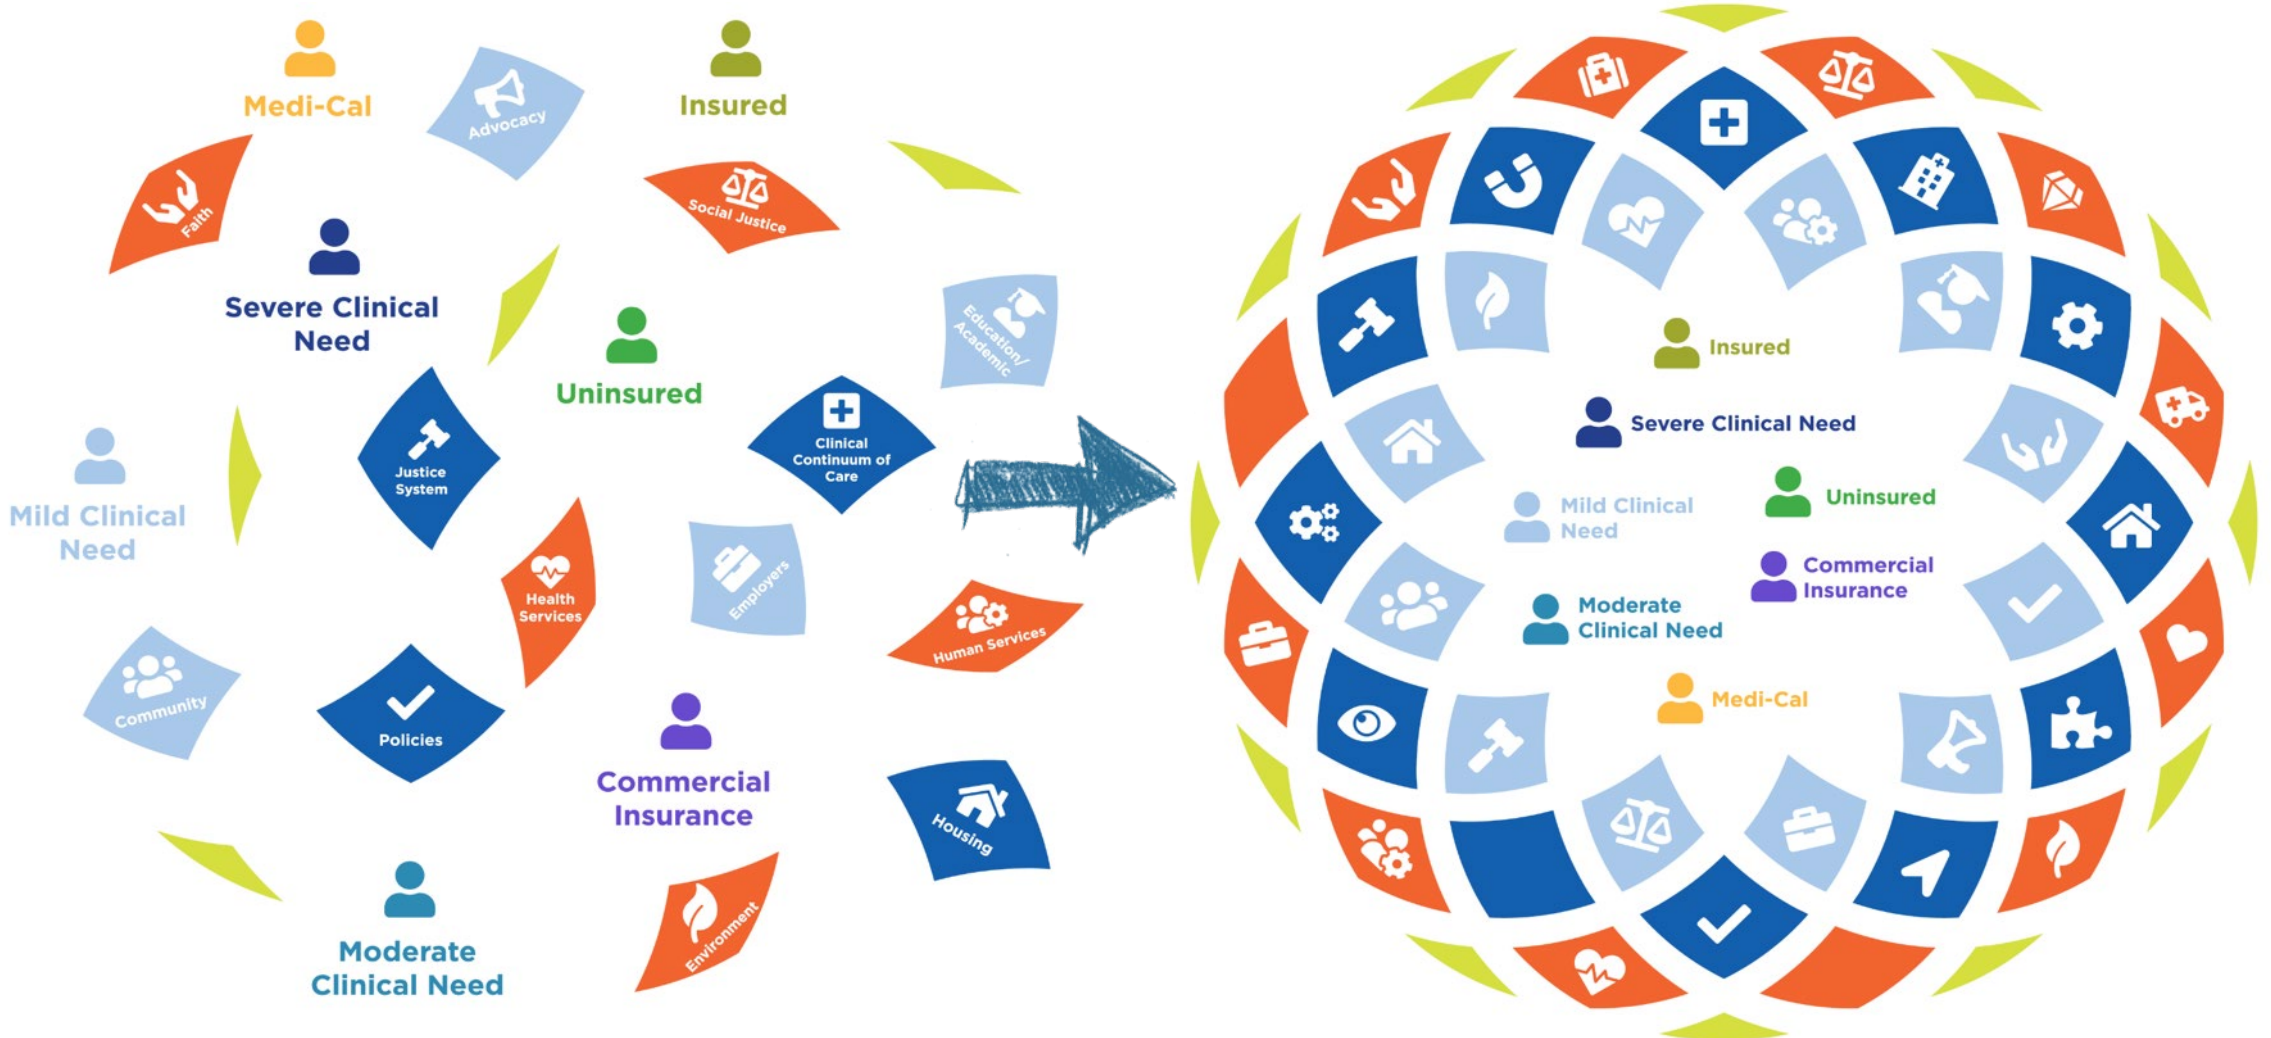 Medi-Cal
Advocacy
Insured
Faith
Social Justice
Severe Clinical
Need
Education/
Academic
Uninsured
Clinical
Continuum of
Care
Justice
System
Mild Clinical
Need
Health
Services
Employers
Human Services
Community
Policies
Commercial
Insurance
Housing
Environment
Moderate
Clinical Need
Insured
Severe Clinical Need
Mild Clinical
Need
Uninsured
Commercial
Insurance
Moderate
Clinical Need
Medi-Cal